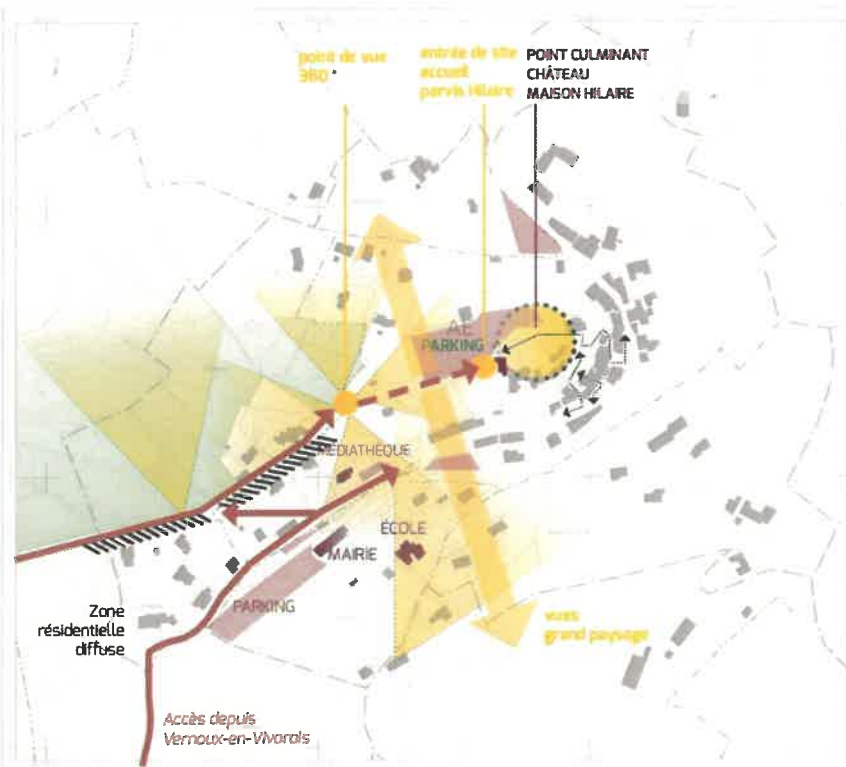 point de vue
360°
entrée de site
accueil
parvis Hilaire
POINT CULMINANT
CHÂTEAU
MAISON HILAIRE
AE
PARKING
MEDIATHEQUE
ÉCOLE
MAIRIE
PARKING
Zone
résidentielle
diffuse
vues
grand paysage
Accès depuis
Vernoux-en-Vivarais